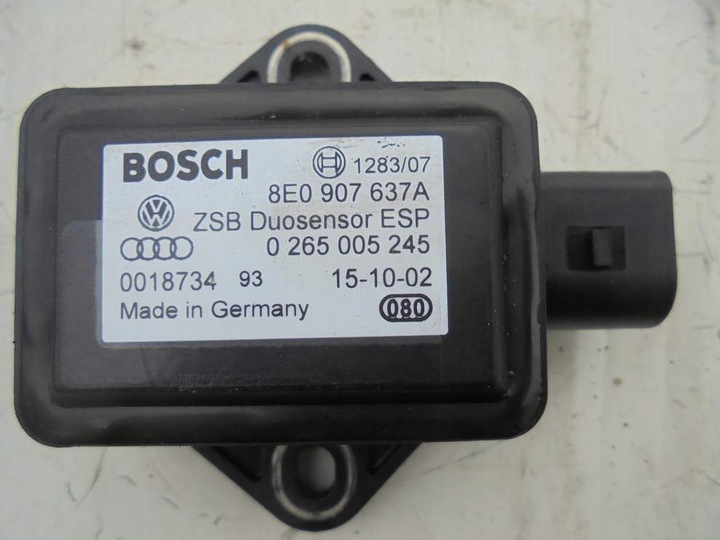 BOSCH 1283/07
8E0 907 637A
ZSB Duosensor ESP
0 265 005 245
0018734 93 15-10-02
Made in Germany 080